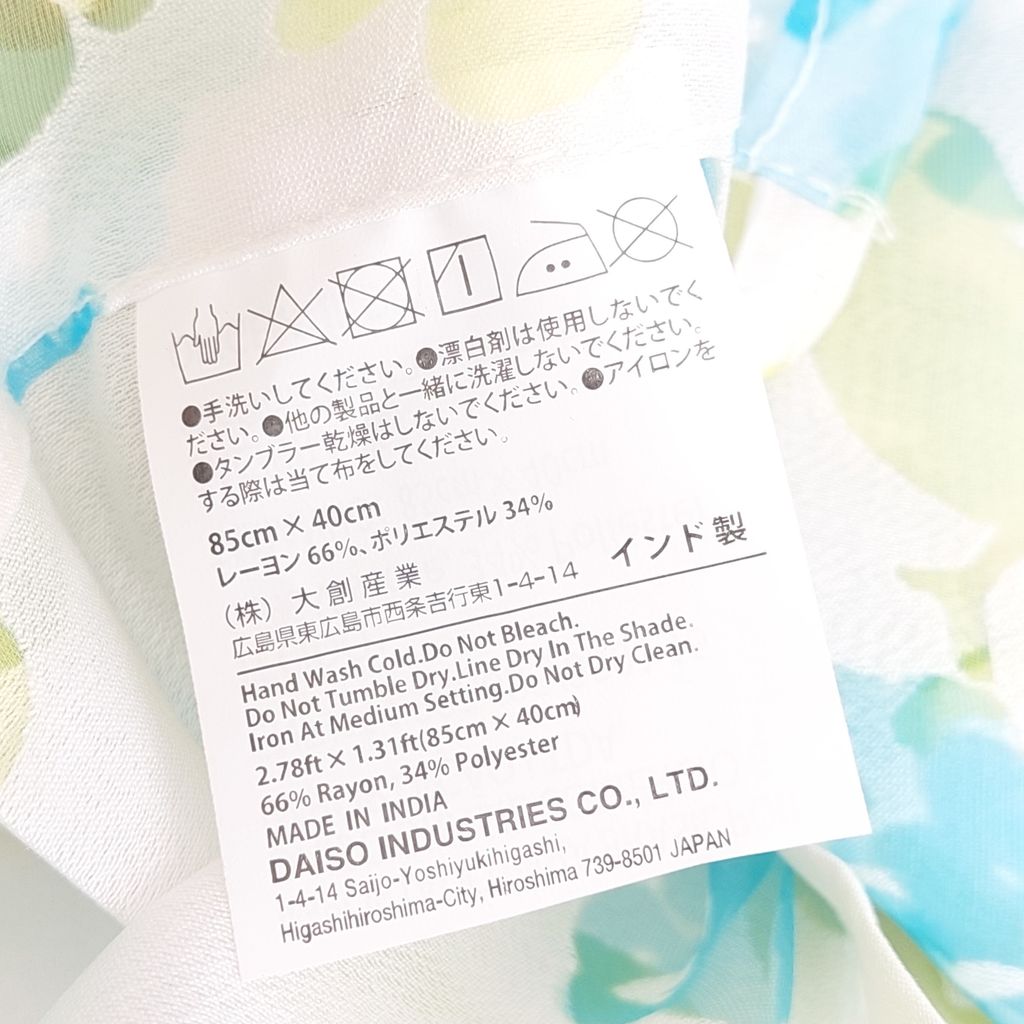 ●手洗いしてください。●漂白剤は使用しないでく
ださい。●他の製品と一緒に洗濯しないでください。
●タンブラー乾燥はしないでください。●アイロンを
する際は当て布をしてください。
85cm × 40cm
レーヨン 66%、ポリエステル 34%
(株) 大創産業 インド製
広島県東広島市西条吉行東1-4-14
Hand Wash Cold.Do Not Bleach.
Do Not Tumble Dry.Line Dry In The Shade.
Iron At Medium Setting.Do Not Dry Clean.
2.78ft × 1.31ft(85cm × 40cm)
66% Rayon, 34% Polyester
MADE IN INDIA
DAISO INDUSTRIES CO., LTD.
1-4-14 Saijo-Yoshiyukihigashi,
Higashihiroshima-City, Hiroshima 739-8501 JAPAN